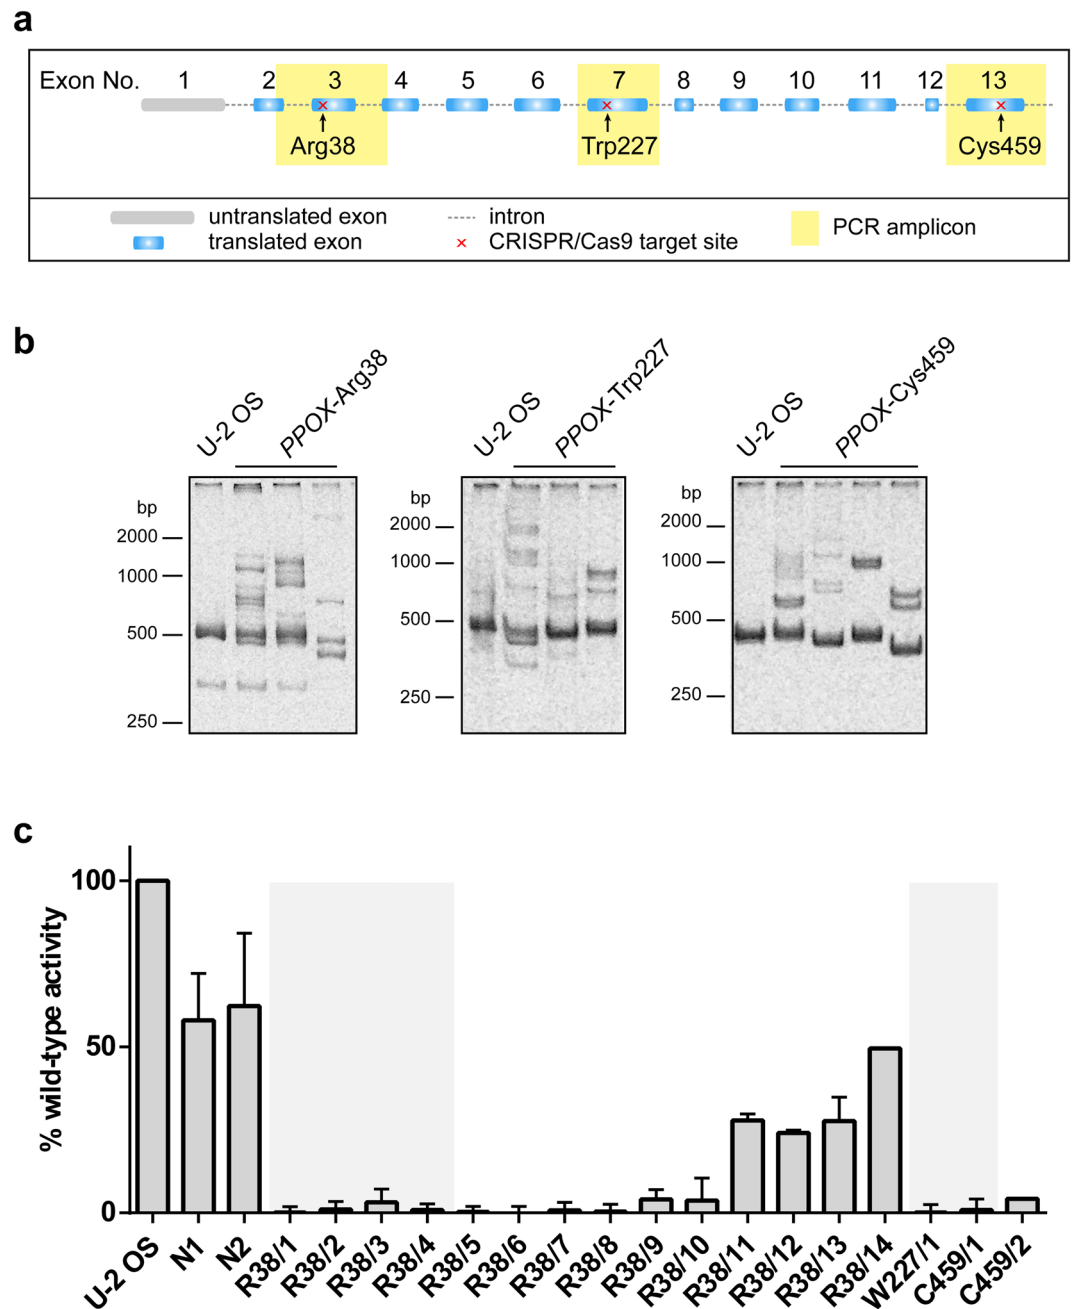 a
Exon No. 1 2 3 4 5 6 7 8 9 10 11 12 13
Arg38 Trp227 Cys459
untranslated exon
translated exon
intron
CRISPR/Cas9 target site
PCR amplicon
b
U-2 OS PPOX-Arg38
bp
2000
1000
500
250
U-2 OS PPOX-Trp227
bp
2000
1000
500
250
U-2 OS PPOX-Cys459
bp
2000
1000
500
250
c
% wild-type activity
100
50
0
U-2 OS N1 N2 R38/1 R38/2 R38/3 R38/4 R38/5 R38/6 R38/7 R38/8 R38/9 R38/10 R38/11 R38/12 R38/13 R38/14 W227/1 C459/1 C459/2